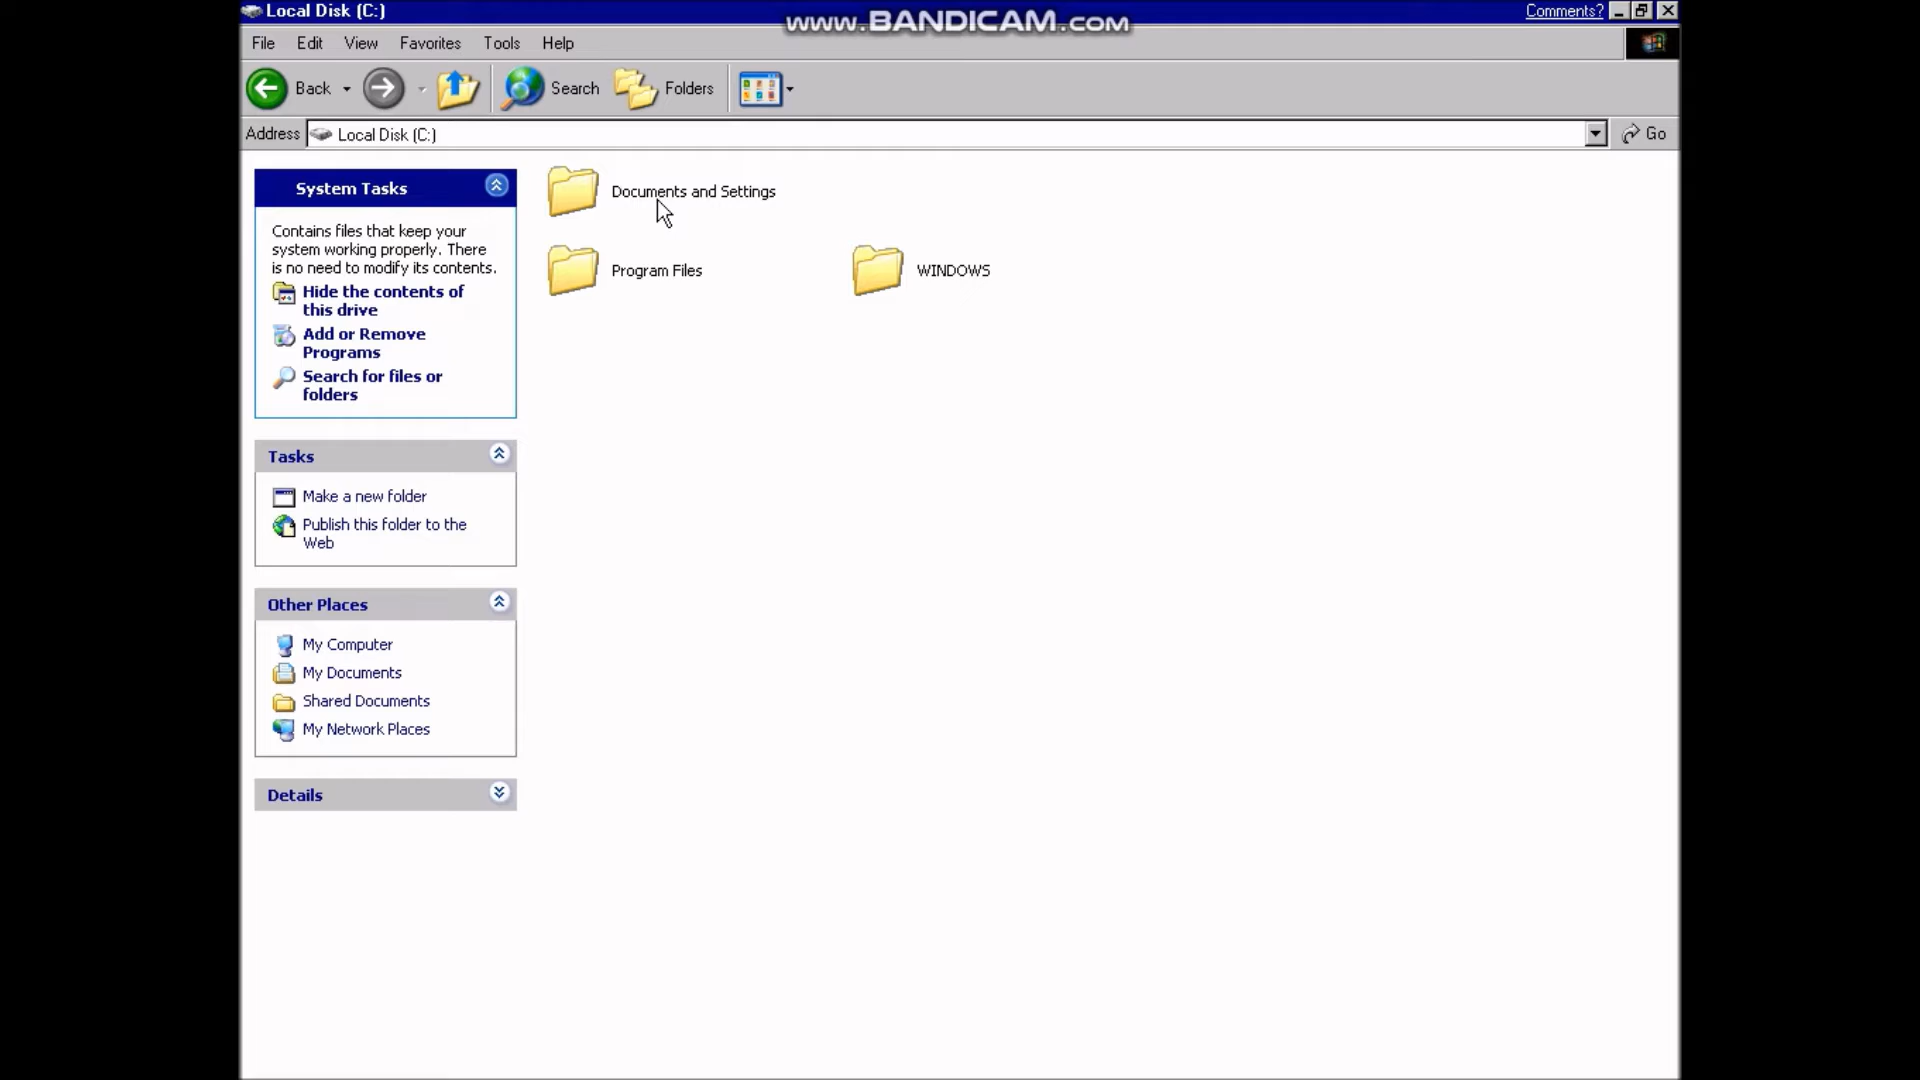 Local Disk (C:)
www.BANDICAM.com
Comments?
File Edit View Favorites Tools Help
Back Search Folders
Address Local Disk (C:) Go
System Tasks
Contains files that keep your
system working properly. There
is no need to modify its contents.
Hide the contents of
this drive
Add or Remove
Programs
Search for files or
folders
Tasks
Make a new folder
Publish this folder to the
Web
Other Places
My Computer
My Documents
Shared Documents
My Network Places
Details
Documents and Settings
Program Files
WINDOWS